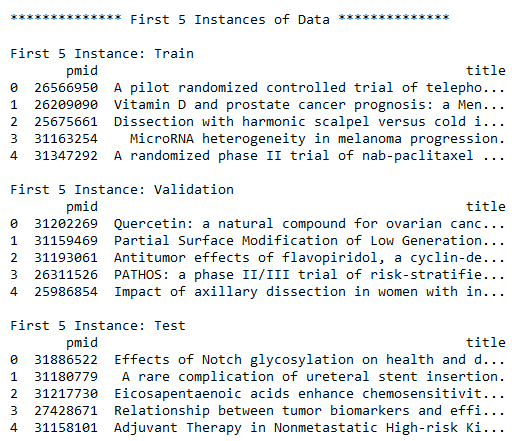 ************** First 5 Instances of Data **************
First 5 Instance: Train
pmid title
0 26566950 A pilot randomized controlled trial of telepho...
1 26209090 Vitamin D and prostate cancer prognosis: a Men...
2 25675661 Dissection with harmonic scalpel versus cold i...
3 31163254 MicroRNA heterogeneity in melanoma progression.
4 31347292 A randomized phase II trial of nab-paclitaxel ...
First 5 Instance: Validation
pmid title
0 31202269 Quercetin: a natural compound for ovarian canc...
1 31159469 Partial Surface Modification of Low Generation...
2 31193061 Antitumor effects of flavopiridol, a cyclin-de...
3 26311526 PATHOS: a phase II/III trial of risk-stratifie...
4 25986854 Impact of axillary dissection in women with in...
First 5 Instance: Test
pmid title
0 31886522 Effects of Notch glycosylation on health and d...
1 31180779 A rare complication of ureteral stent insertion.
2 31217730 Eicosapentaenoic acids enhance chemosensitivit...
3 27428671 Relationship between tumor biomarkers and effi...
4 31158101 Adjuvant Therapy in Nonmetastatic High-risk Ki...